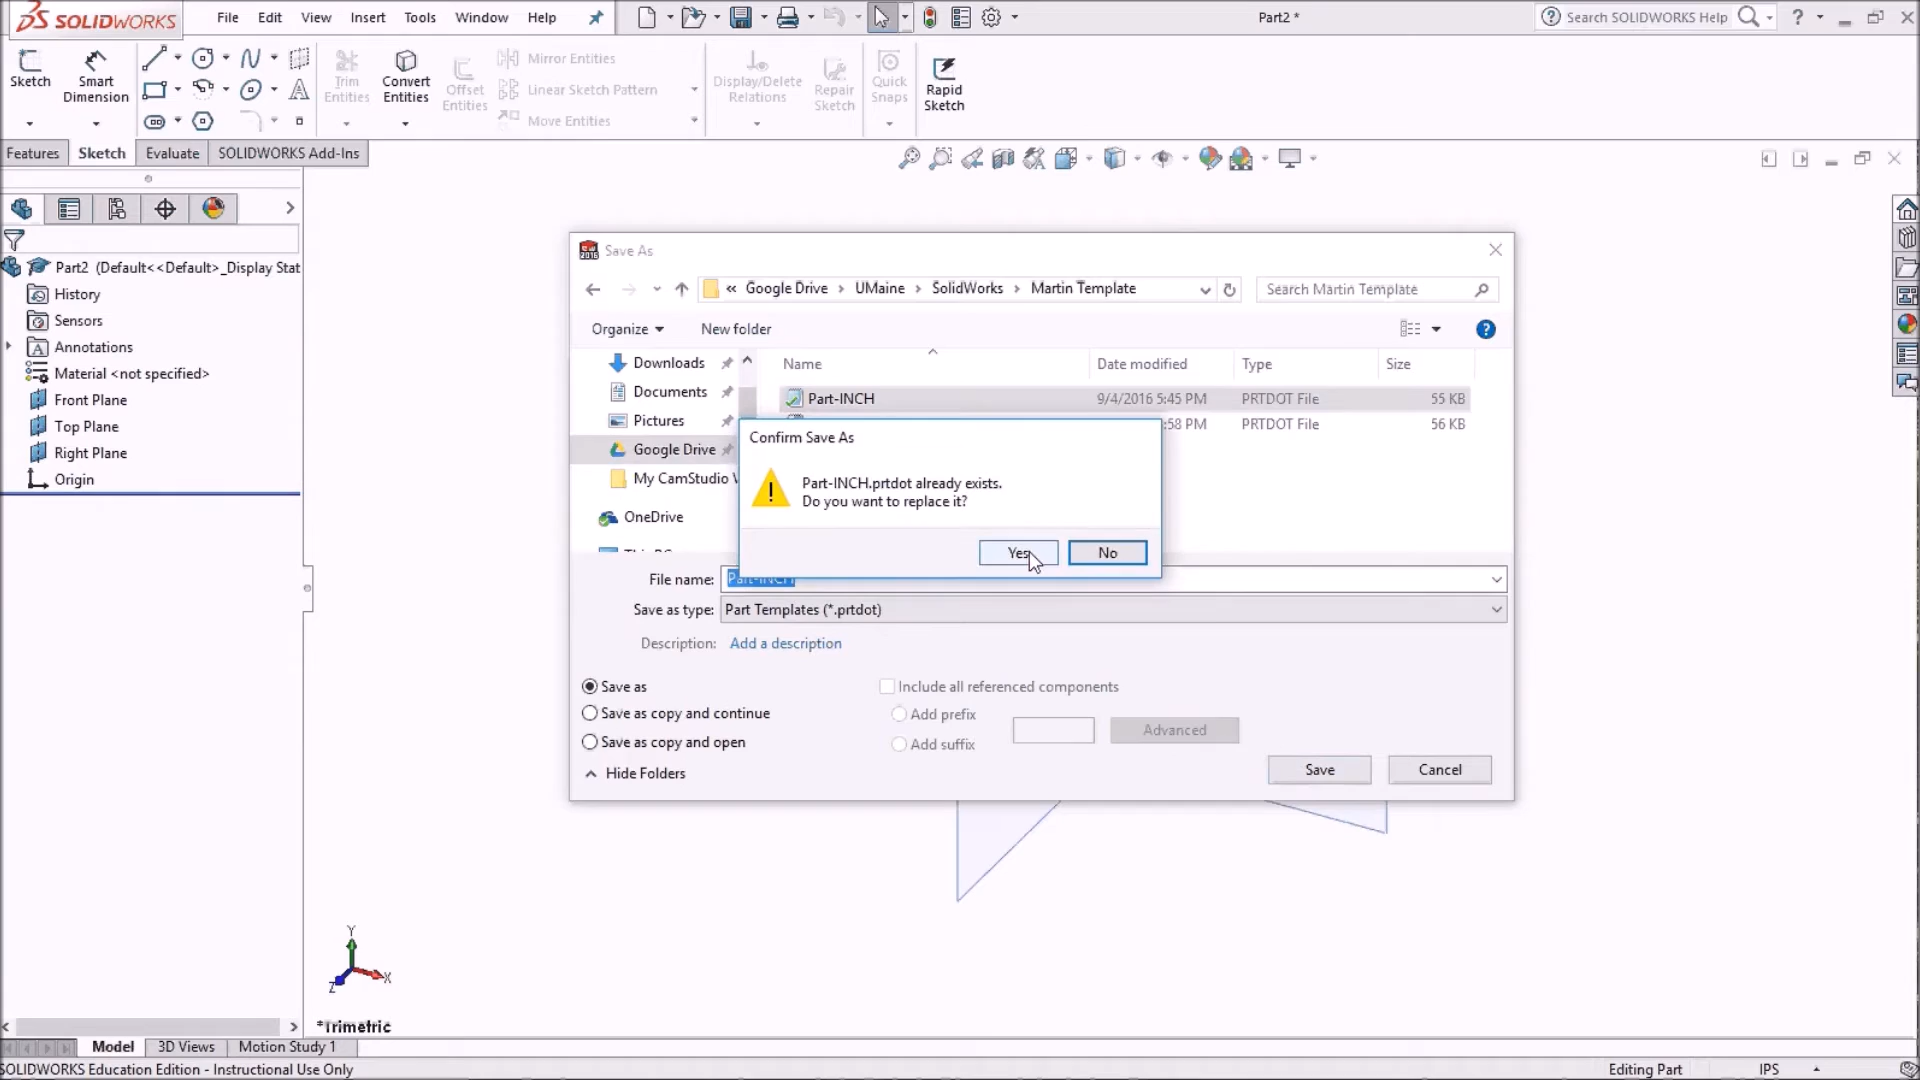 SOLIDWORKS File Edit View Insert Tools Window Help Part2 * Search SOLIDWORKS Help ?
Sketch Smart Dimension Trim Entities Convert Entities Offset Entities Mirror Entities Display/Delete Relations Repair Sketch Quick Snaps Rapid Sketch
Linear Sketch Pattern
Move Entities
Features Sketch Evaluate SOLIDWORKS Add-Ins
Part2 (Default<<Default>_Display Stat
History
Sensors
Annotations
Material <not specified>
Front Plane
Top Plane
Right Plane
Origin
Save As
« Google Drive › UMaine › SolidWorks › Martin Template
Search Martin Template
Organize New folder ?
Downloads
Documents
Pictures
Google Drive
My CamStudio
OneDrive
Name Date modified Type Size
Part-INCH 9/4/2016 5:45 PM PRTDOT File 55 KB
:58 PM PRTDOT File 56 KB
Confirm Save As
Part-INCH.prtdot already exists.
Do you want to replace it?
Yes No
File name: Part-INCH
Save as type: Part Templates (*.prtdot)
Description: Add a description
Save as
Save as copy and continue
Save as copy and open
Include all referenced components
Add prefix
Add suffix
Advanced
Hide Folders Save Cancel
Y
X
Z
*Trimetric
Model 3D Views Motion Study 1
SOLIDWORKS Education Edition - Instructional Use Only Editing Part IPS